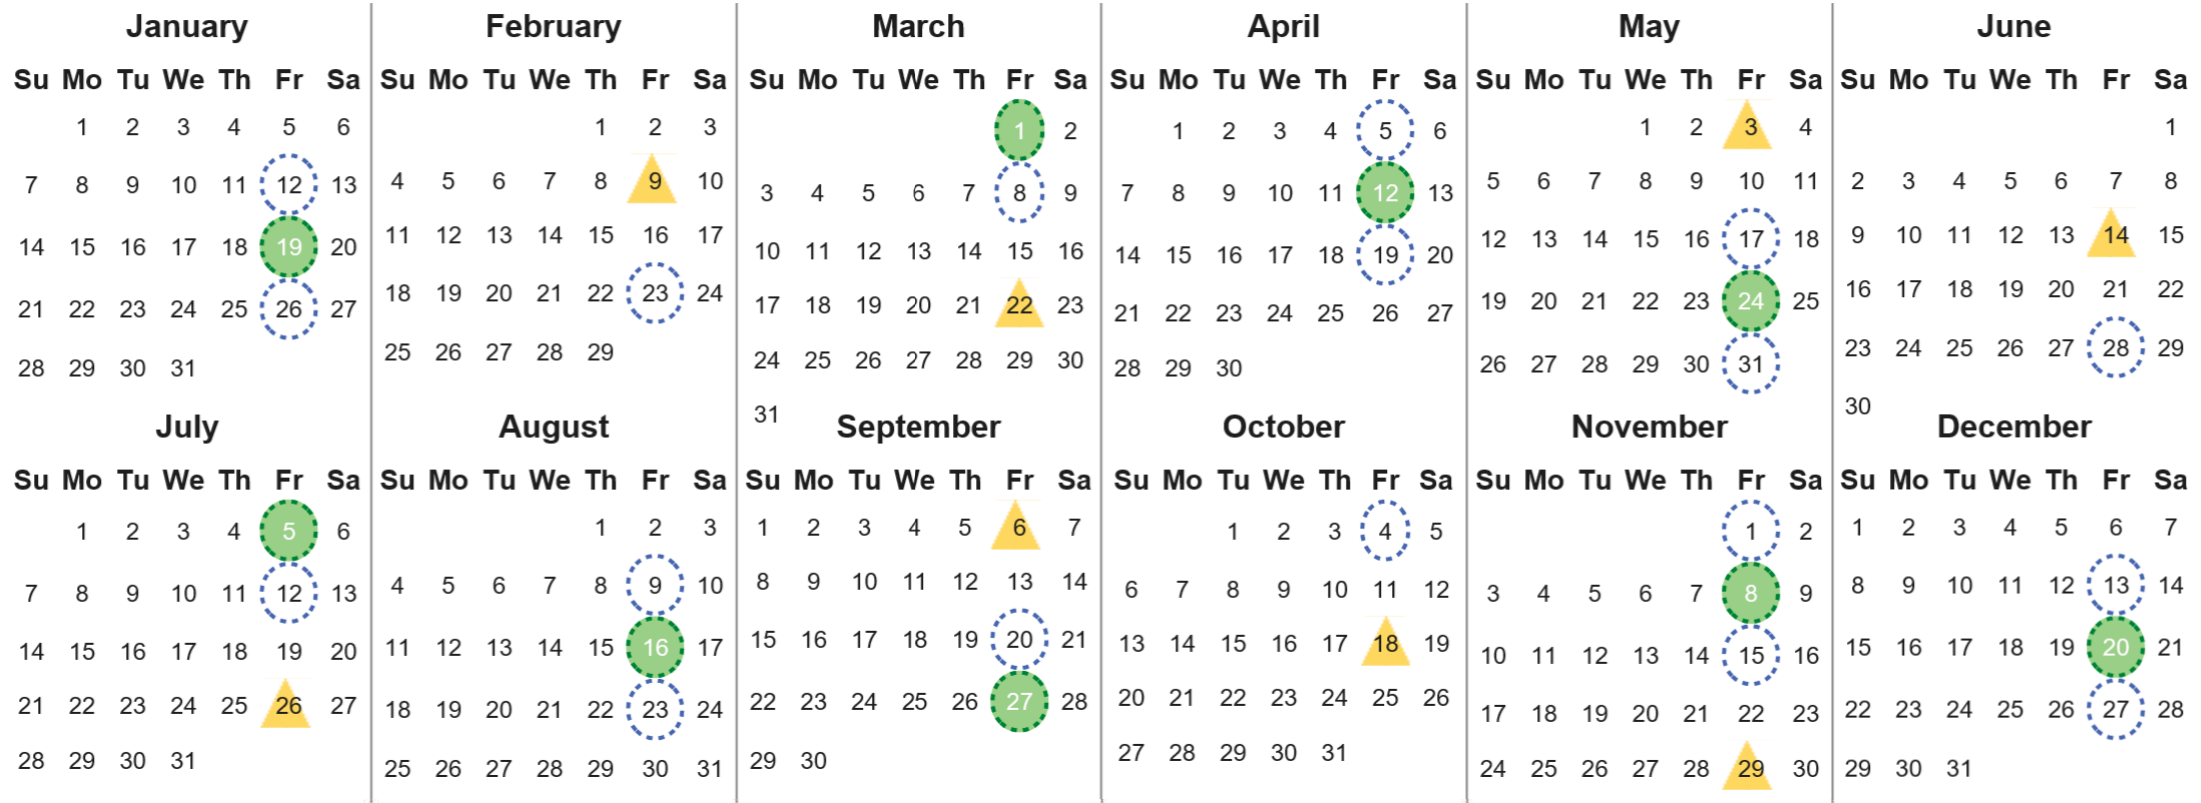 January
Su Mo Tu We Th Fr Sa
1 2 3 4 5 6
7 8 9 10 11 12 13
14 15 16 17 18 19 20
21 22 23 24 25 26 27
28 29 30 31
February
Su Mo Tu We Th Fr Sa
1 2 3
4 5 6 7 8 9 10
11 12 13 14 15 16 17
18 19 20 21 22 23 24
25 26 27 28 29
March
Su Mo Tu We Th Fr Sa
1 2
3 4 5 6 7 8 9
10 11 12 13 14 15 16
17 18 19 20 21 22 23
24 25 26 27 28 29 30
31
April
Su Mo Tu We Th Fr Sa
1 2 3 4 5 6
7 8 9 10 11 12 13
14 15 16 17 18 19 20
21 22 23 24 25 26 27
28 29 30
May
Su Mo Tu We Th Fr Sa
1 2 3 4
5 6 7 8 9 10 11
12 13 14 15 16 17 18
19 20 21 22 23 24 25
26 27 28 29 30 31
June
Su Mo Tu We Th Fr Sa
1
2 3 4 5 6 7 8
9 10 11 12 13 14 15
16 17 18 19 20 21 22
23 24 25 26 27 28 29
30
July
Su Mo Tu We Th Fr Sa
1 2 3 4 5 6
7 8 9 10 11 12 13
14 15 16 17 18 19 20
21 22 23 24 25 26 27
28 29 30 31
August
Su Mo Tu We Th Fr Sa
1 2 3
4 5 6 7 8 9 10
11 12 13 14 15 16 17
18 19 20 21 22 23 24
25 26 27 28 29 30 31
September
Su Mo Tu We Th Fr Sa
1 2 3 4 5 6 7
8 9 10 11 12 13 14
15 16 17 18 19 20 21
22 23 24 25 26 27 28
29 30
October
Su Mo Tu We Th Fr Sa
1 2 3 4 5
6 7 8 9 10 11 12
13 14 15 16 17 18 19
20 21 22 23 24 25 26
27 28 29 30 31
November
Su Mo Tu We Th Fr Sa
1 2
3 4 5 6 7 8 9
10 11 12 13 14 15 16
17 18 19 20 21 22 23
24 25 26 27 28 29 30
December
Su Mo Tu We Th Fr Sa
1 2 3 4 5 6 7
8 9 10 11 12 13 14
15 16 17 18 19 20 21
22 23 24 25 26 27 28
29 30 31